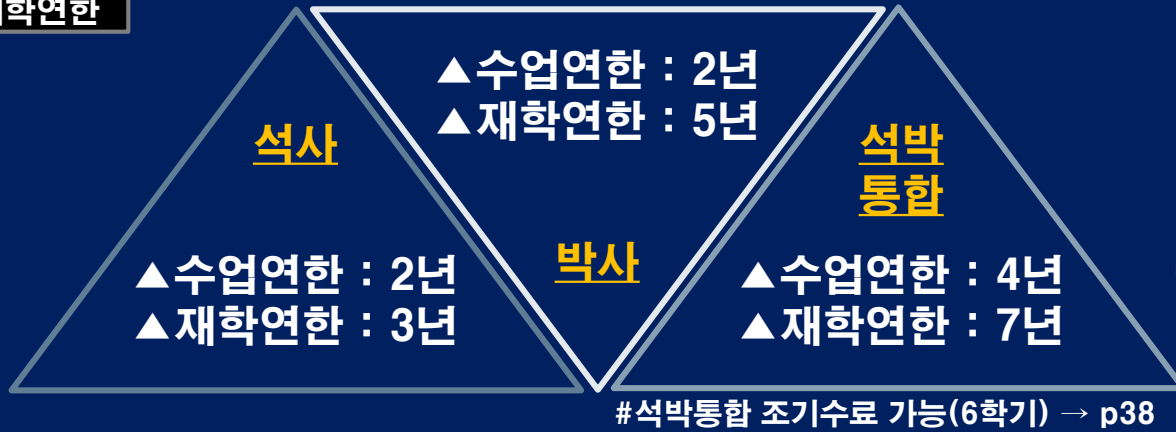 재학연한
석사
▲수업연한 : 2년
▲재학연한 : 3년
▲수업연한 : 2년
▲재학연한 : 5년
박사
석박
통합
▲수업연한 : 4년
▲재학연한 : 7년
#석박통합 조기수료 가능(6학기) → p38